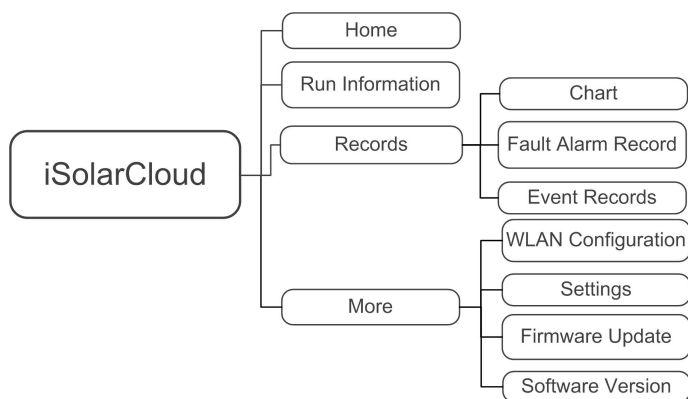 iSolarCloud
Home
Run Information
Records
Chart
Fault Alarm Record
Event Records
More
WLAN Configuration
Settings
Firmware Update
Software Version